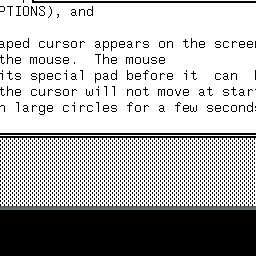 PTIONS), and
aped cursor appears on the screen
the mouse.  The mouse
its special pad before it  can
the cursor will not move at star
n large circles for a few seconds